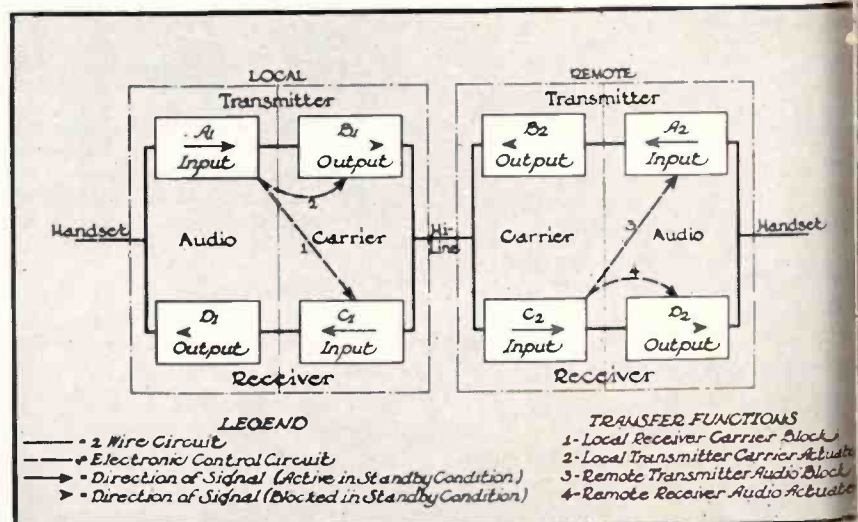 LOCAL
REMOTE
Transmitter
Transmitter
A1
Input
B1
Output
B2
Output
A2
Input
2
1
3
4
Handset
Audio
Carrier
Hi-
Line
Carrier
Audio
Handset
D1
Output
C1
Input
C2
Input
D2
Output
Receiver
Receiver
LEGEND
= 2 Wire Circuit
= Electronic Control Circuit
= Direction of Signal (Active in Standby Condition)
= Direction of Signal (Blocked in Standby Condition)
TRANSFER FUNCTIONS
1- Local Receiver Carrier Block
2- Local Transmitter Carrier Actuate
3- Remote Transmitter Audio Block
4- Remote Receiver Audio Actuate